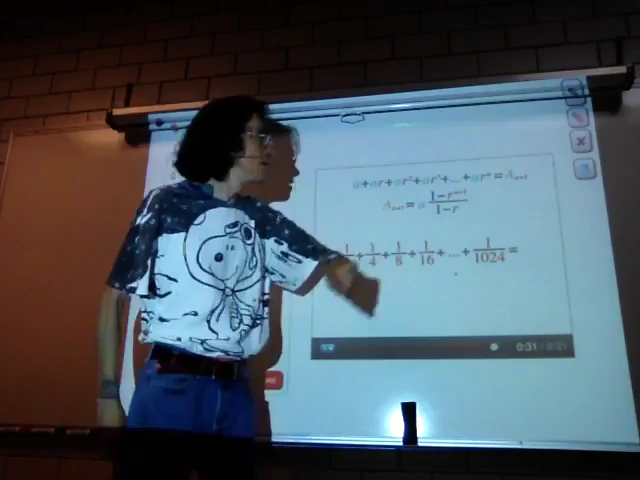 a+ar+ar²+ar³+...+arⁿ=Aₙ₊₁
Aₙ₊₁=a (1−rⁿ⁺¹)/(1−r)
1/4+1/8+1/16+...+1/1024=
0:31